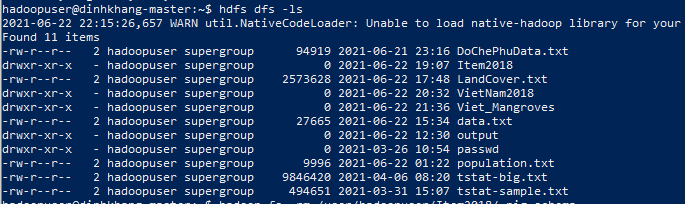 hadoopuser@dinhkhang-master:~$ hdfs dfs -ls
2021-06-22 22:15:26,657 WARN util.NativeCodeLoader: Unable to load native-hadoop library for your
Found 11 items
-rw-r--r-- 2 hadoopuser supergroup 94919 2021-06-21 23:16 DoChePhuData.txt
drwxr-xr-x - hadoopuser supergroup 0 2021-06-22 19:07 Item2018
-rw-r--r-- 2 hadoopuser supergroup 2573628 2021-06-22 17:48 LandCover.txt
drwxr-xr-x - hadoopuser supergroup 0 2021-06-22 20:32 VietNam2018
drwxr-xr-x - hadoopuser supergroup 0 2021-06-22 21:36 Viet_Mangroves
-rw-r--r-- 2 hadoopuser supergroup 27665 2021-06-22 15:34 data.txt
drwxr-xr-x - hadoopuser supergroup 0 2021-06-22 12:30 output
drwxr-xr-x - hadoopuser supergroup 0 2021-03-26 10:54 passwd
-rw-r--r-- 2 hadoopuser supergroup 9996 2021-06-22 01:22 population.txt
-rw-r--r-- 2 hadoopuser supergroup 9846420 2021-04-06 08:20 tstat-big.txt
-rw-r--r-- 2 hadoopuser supergroup 494651 2021-03-31 15:07 tstat-sample.txt